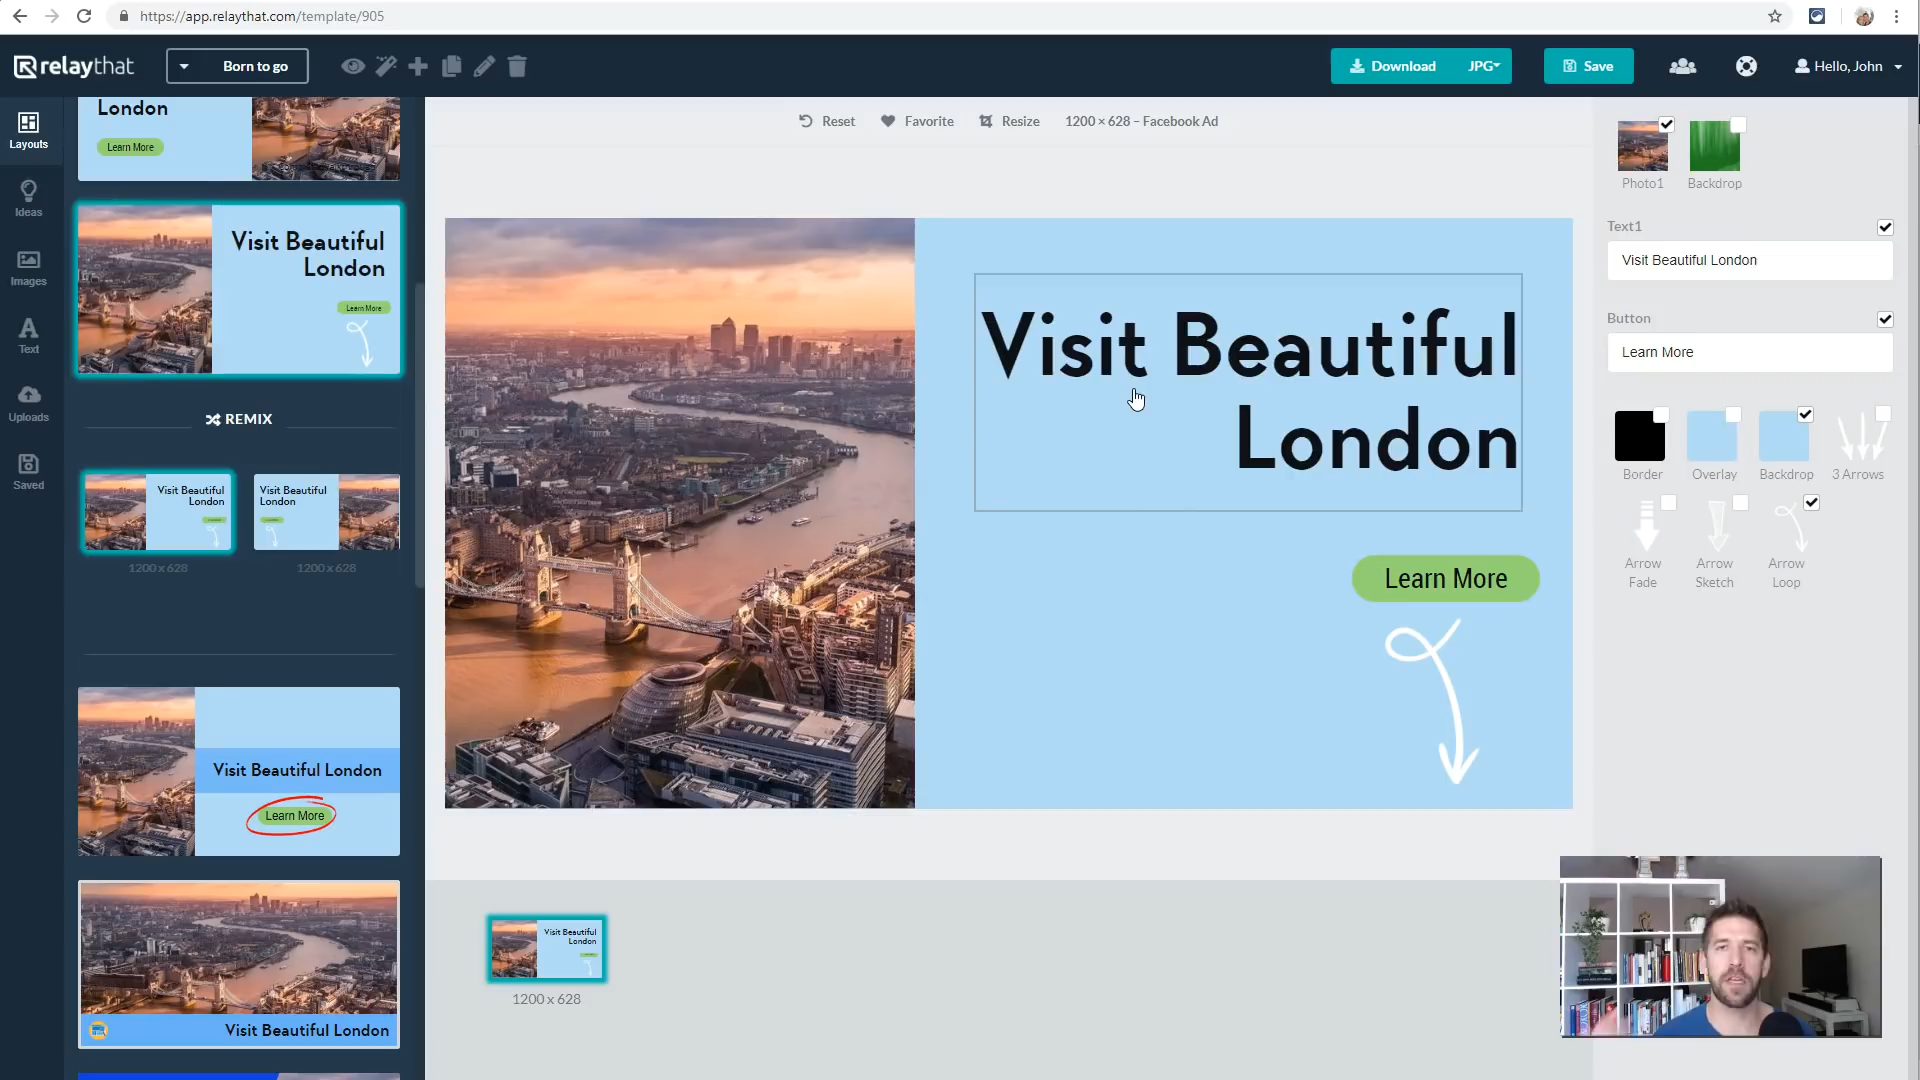 https://app.relaythat.com/template/905
relaythat
Born to go
Download
JPG
Save
Hello, John
Layouts
Ideas
Images
Text
Uploads
Saved
London
Learn More
Visit Beautiful
London
Learn More
REMIX
Visit Beautiful
London
1200 x 628
Visit Beautiful
London
1200 x 628
Visit Beautiful London
Learn More
Visit Beautiful London
Reset
Favorite
Resize
1200 × 628 – Facebook Ad
Visit Beautiful
London
Learn More
Visit Beautiful
London
1200 x 628
Photo1
Backdrop
Text1
Visit Beautiful London
Button
Learn More
Border
Overlay
Backdrop
3 Arrows
Arrow
Fade
Arrow
Sketch
Arrow
Loop